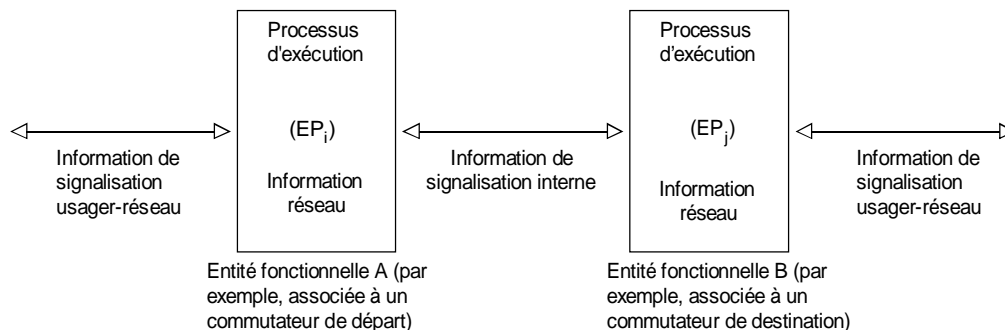 Processus
d'exécution
(EPi)
Information
réseau
Processus
d'exécution
(EPj)
Information
réseau
Information de
signalisation
usager-réseau
Information de
signalisation interne
Information de
signalisation
usager-réseau
Entité fonctionnelle A (par
exemple, associée à un
commutateur de départ)
Entité fonctionnelle B (par
exemple, associée à un
commutateur de destination)